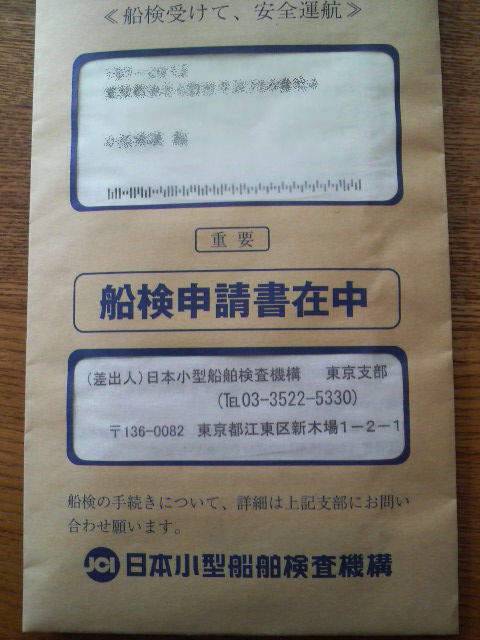 ≪船検受けて、安全運航≫
重要
船検申請書在中
(差出人)日本小型船舶検査機構 東京支部
(TEL03-3522-5330)
〒136-0082 東京都江東区新木場1-2-1
船検の手続きについて、詳細は上記支部にお問い
合わせ願います。
JCI 日本小型船舶検査機構